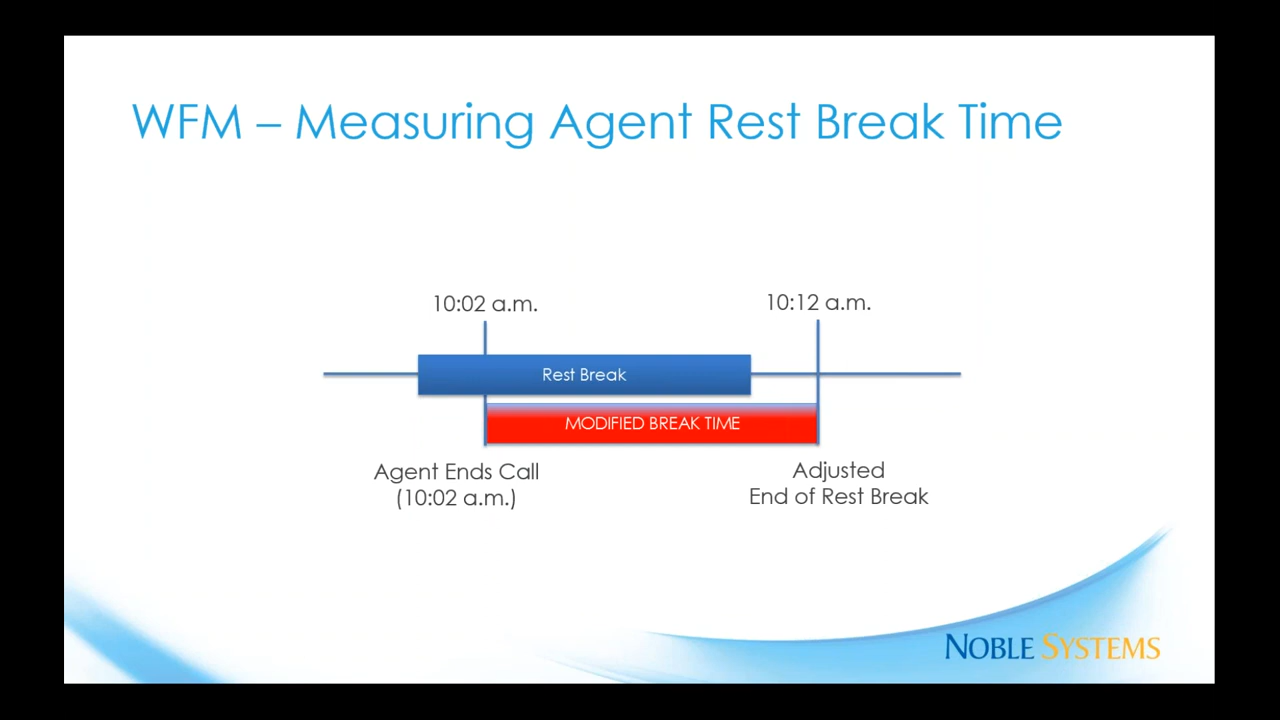 WFM – Measuring Agent Rest Break Time
10:02 a.m.
10:12 a.m.
Rest Break
MODIFIED BREAK TIME
Agent Ends Call
(10:02 a.m.)
Adjusted
End of Rest Break
NOBLE SYSTEMS